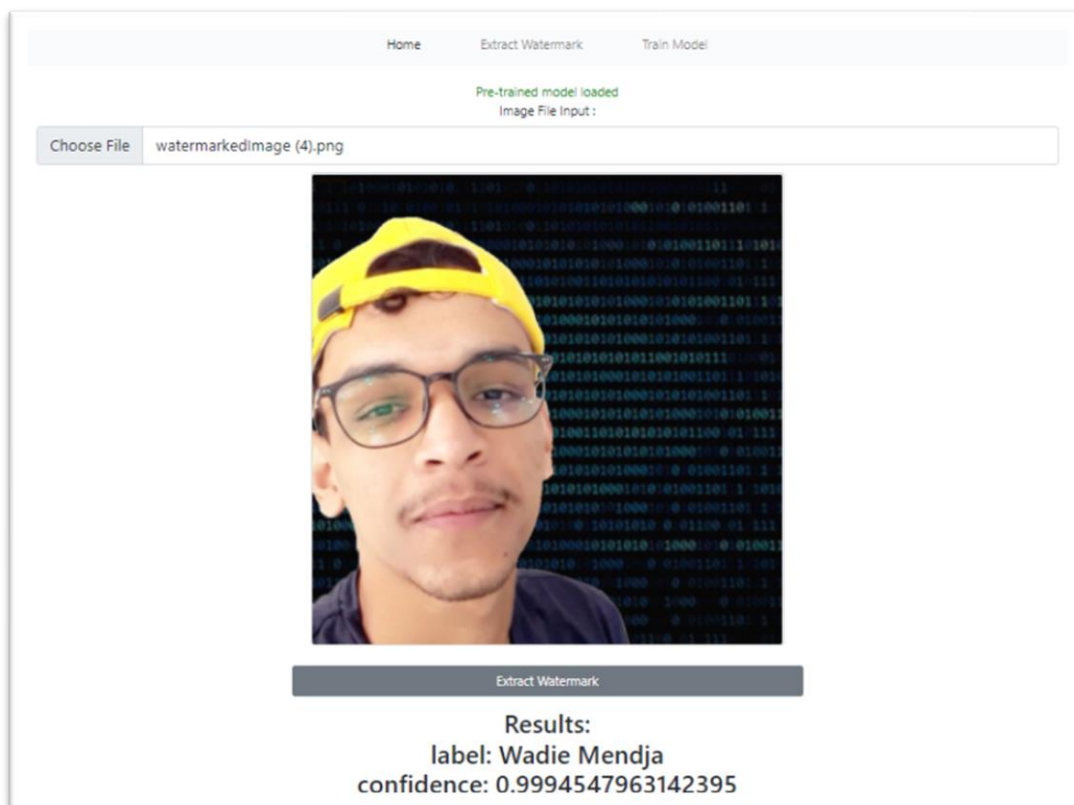 Home Extract Watermark Train Model
Pre-trained model loaded
Image File Input :
Choose File watermarkedImage (4).png
Extract Watermark
Results:
label: Wadie Mendja
confidence: 0.9994547963142395